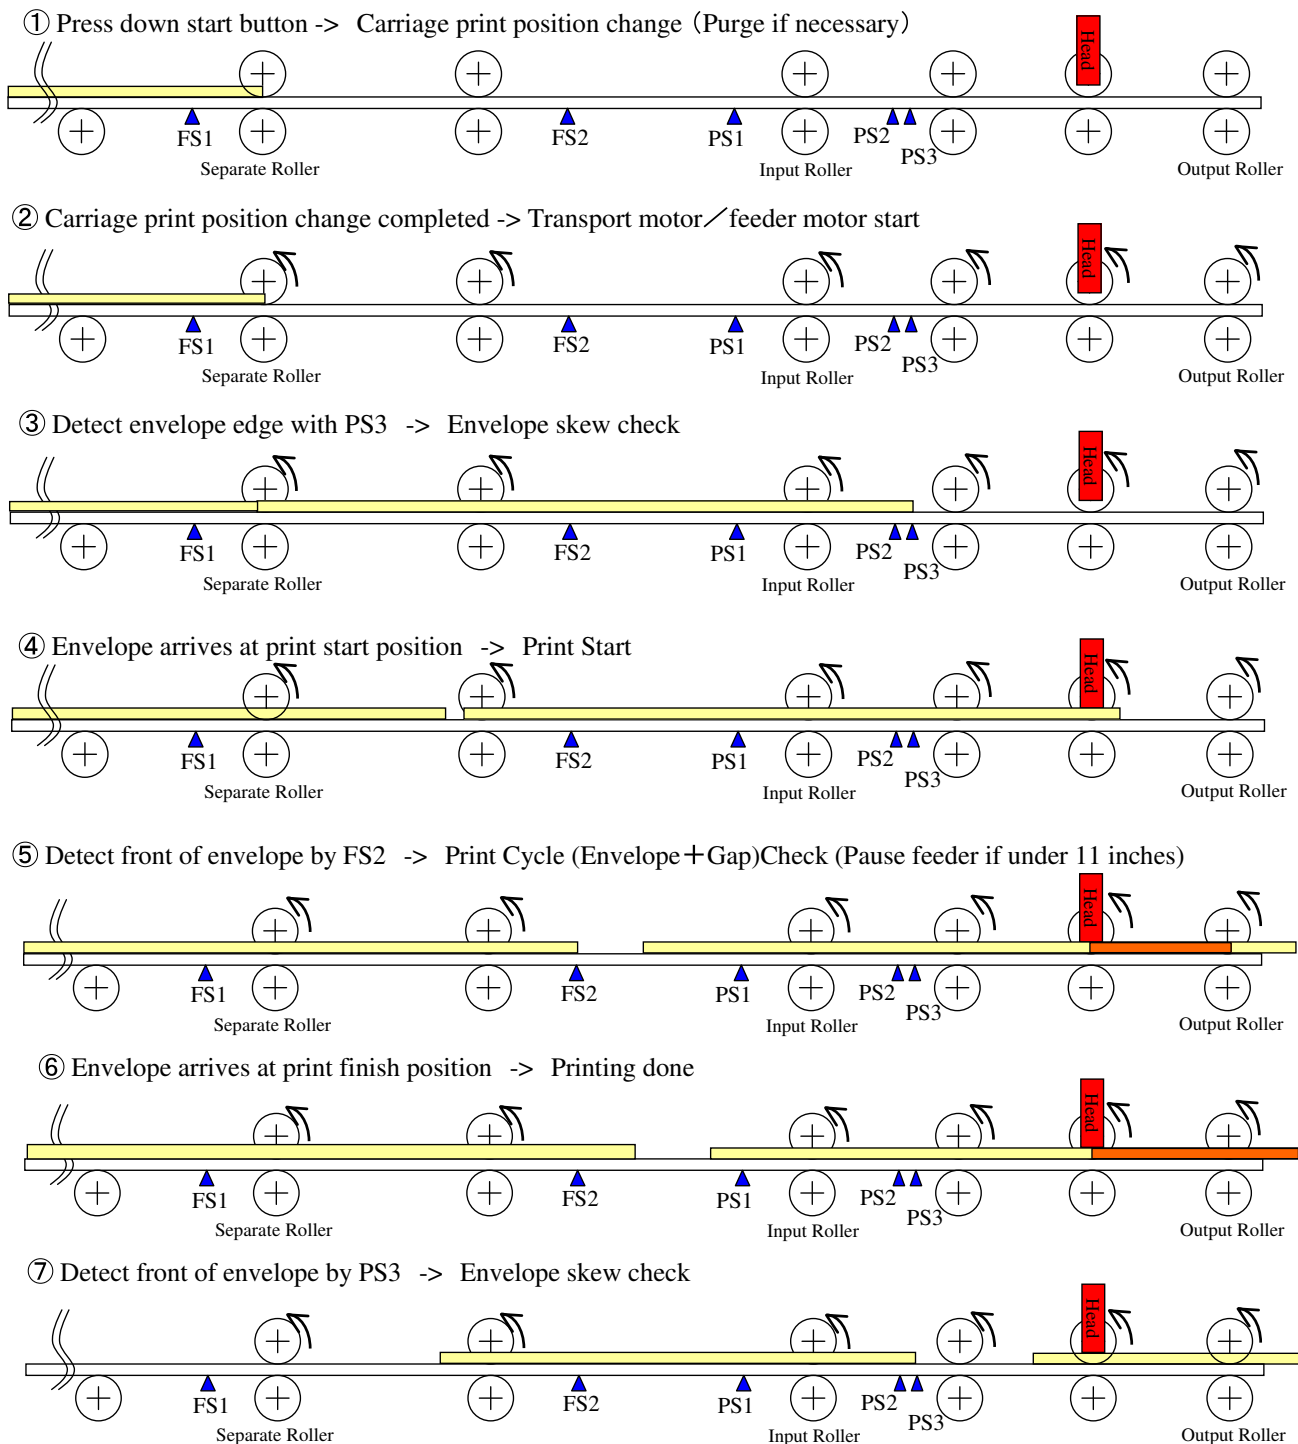 ① Press down start button -> Carriage print position change (Purge if necessary)
Head
FS1 FS2 PS1 PS2 PS3
Separate Roller Input Roller Output Roller
② Carriage print position change completed -> Transport motor/feeder motor start
Head
FS1 FS2 PS1 PS2 PS3
Separate Roller Input Roller Output Roller
③ Detect envelope edge with PS3 -> Envelope skew check
Head
FS1 FS2 PS1 PS2 PS3
Separate Roller Input Roller Output Roller
④ Envelope arrives at print start position -> Print Start
Head
FS1 FS2 PS1 PS2 PS3
Separate Roller Input Roller Output Roller
⑤ Detect front of envelope by FS2 -> Print Cycle (Envelope+Gap)Check (Pause feeder if under 11 inches)
Head
FS1 FS2 PS1 PS2 PS3
Separate Roller Input Roller Output Roller
⑥ Envelope arrives at print finish position -> Printing done
Head
FS1 FS2 PS1 PS2 PS3
Separate Roller Input Roller Output Roller
⑦ Detect front of envelope by PS3 -> Envelope skew check
Head
FS1 FS2 PS1 PS2 PS3
Separate Roller Input Roller Output Roller